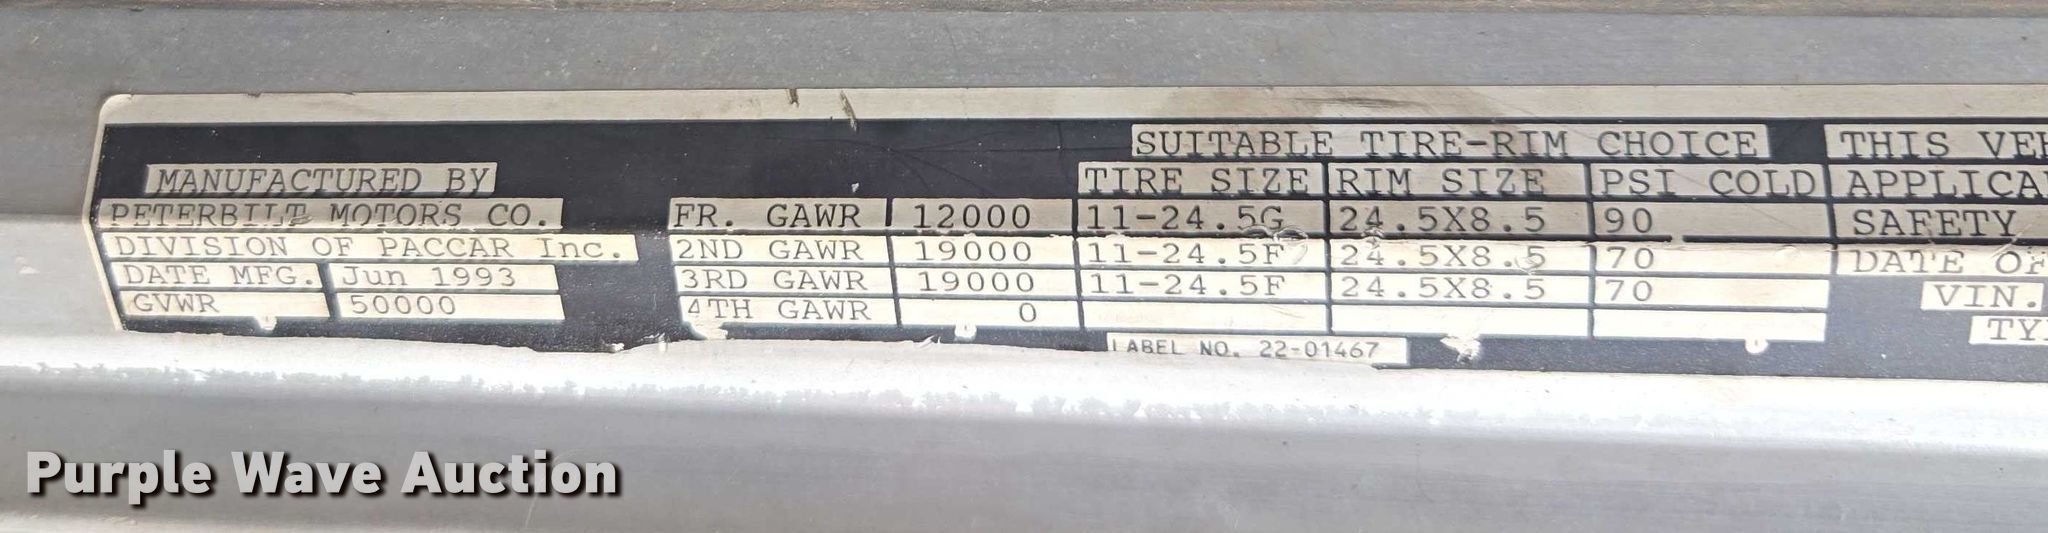 SUITABLE TIRE-RIM CHOICE THIS VEH
MANUFACTURED BY TIRE SIZE RIM SIZE PSI COLD APPLICA
PETERBILT MOTORS CO. FR. GAWR 12000 11-24.5G 24.5X8.5 90 SAFETY
DIVISION OF PACCAR Inc. 2ND GAWR 19000 11-24.5F 24.5X8.5 70 DATE OF
DATE MFG. Jun 1993 3RD GAWR 19000 11-24.5F 24.5X8.5 70 VIN.
GVWR 50000 4TH GAWR 0 TY
LABEL NO. 22-01467
Purple Wave Auction